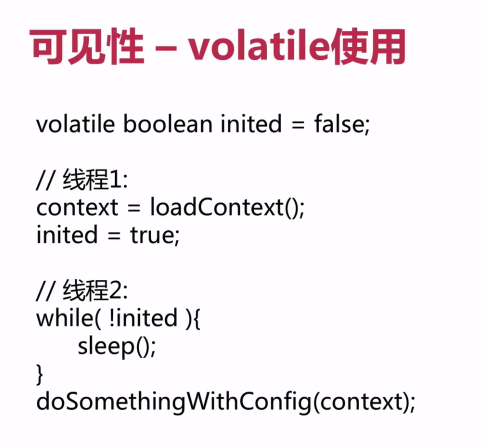 可见性 – volatile使用
volatile boolean inited = false;
// 线程1:
context = loadContext();
inited = true;
// 线程2:
while( !inited ){
sleep();
}
doSomethingWithConfig(context);